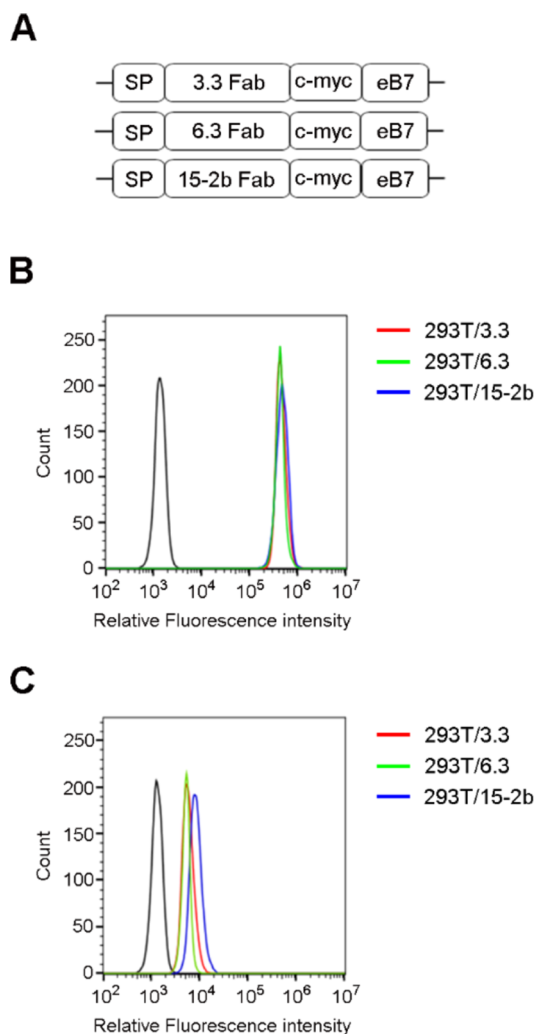 A
SP 3.3 Fab c-myc eB7
SP 6.3 Fab c-myc eB7
SP 15-2b Fab c-myc eB7
B
250
200
150
100
50
0
Count
10² 10³ 10⁴ 10⁵ 10⁶ 10⁷
Relative Fluorescence intensity
293T/3.3
293T/6.3
293T/15-2b
C
250
200
150
100
50
0
Count
10² 10³ 10⁴ 10⁵ 10⁶ 10⁷
Relative Fluorescence intensity
293T/3.3
293T/6.3
293T/15-2b